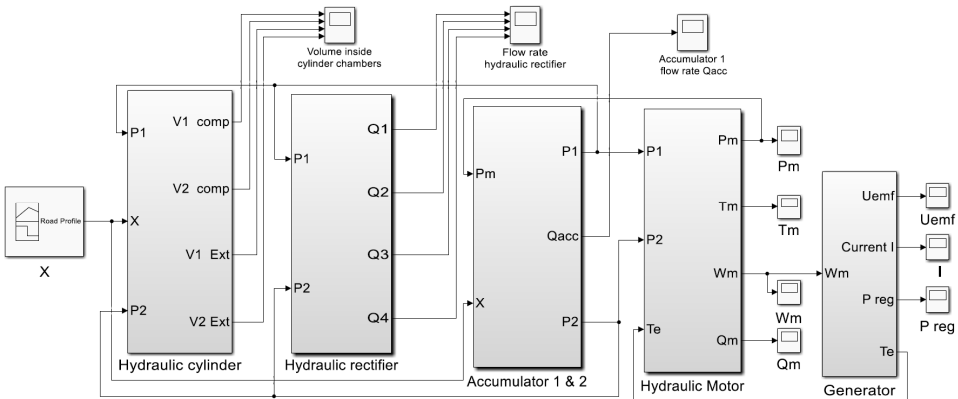 Volume inside
cylinder chambers
Flow rate
hydraulic rectifier
Accumulator 1
flow rate Qacc
Road Profile
X
P1
X
P2
V1 comp
V2 comp
V1 Ext
V2 Ext
Hydraulic cylinder
P1
P2
Q1
Q2
Q3
Q4
Hydraulic rectifier
Pm
X
P1
Qacc
P2
Accumulator 1 & 2
P1
P2
Te
Pm
Tm
Wm
Qm
Hydraulic Motor
Pm
Tm
Wm
Qm
Wm
Uemf
Current I
P reg
Te
Generator
Uemf
I
P reg